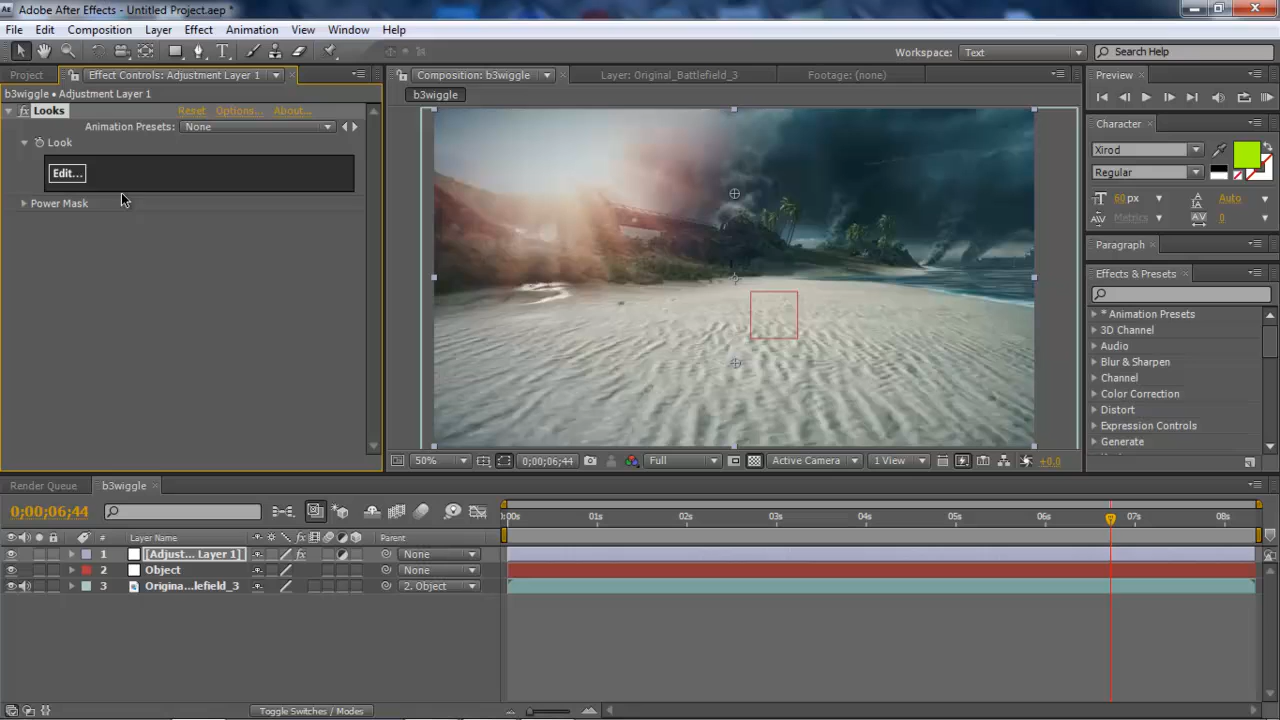 Adobe After Effects - Untitled Project.aep *
File Edit Composition Layer Effect Animation View Window Help
Workspace: Text Search Help
Project Effect Controls: Adjustment Layer 1
Composition: b3wiggle Layer: Original_Battlefield_3 Footage: (none)
Preview
b3wiggle • Adjustment Layer 1
b3wiggle
fx Looks Reset Options... About...
Animation Presets: None
Look
Edit...
Power Mask
Character
Xirod
Regular
60 px Auto
Metrics 0
Paragraph
Effects & Presets
* Animation Presets
3D Channel
Audio
Blur & Sharpen
Channel
Color Correction
Distort
Expression Controls
Generate
50% 0;00;06;44 Full Active Camera 1 View +0,0
Render Queue b3wiggle
0;00;06;44
:00s 01s 02s 03s 04s 05s 06s 07s 08s
# Layer Name Parent
1 [Adjust... Layer 1] None
2 Object None
3 Origina...lefield_3 2. Object
Toggle Switches / Modes